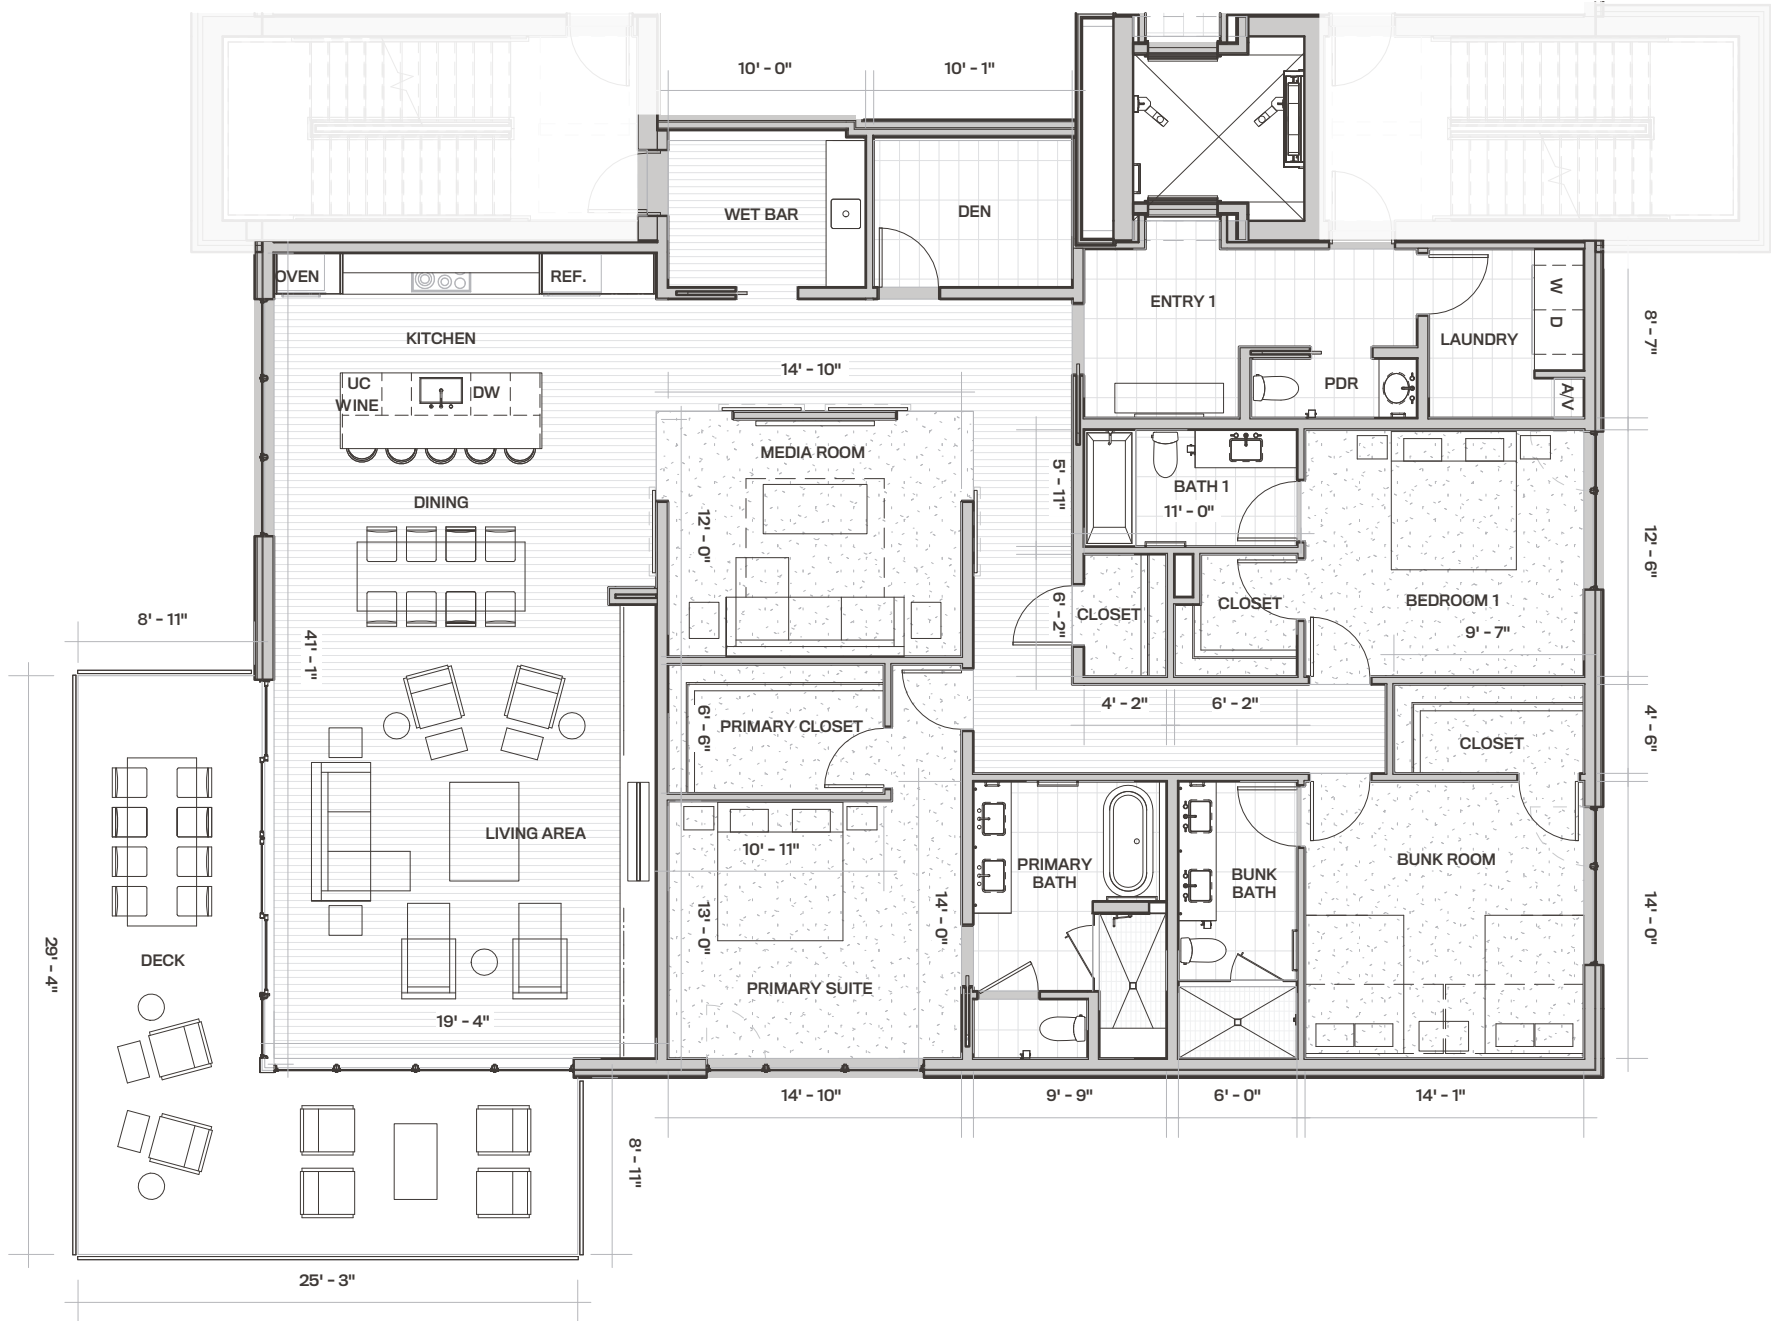 10' - 0"
10' - 1"
WET BAR
DEN
OVEN
REF.
ENTRY 1
W D
8' - 7"
KITCHEN
LAUNDRY
14' - 10"
PDR
UC
WINE
DW
A/V
MEDIA ROOM
5' - 11"
BATH 1
11' - 0"
DINING
12' - 0"
12' - 6"
6' - 2"
CLOSET
CLOSET
BEDROOM 1
9' - 7"
8' - 11"
41' - 1"
4' - 2"
6' - 2"
6' - 6"
PRIMARY CLOSET
4' - 6"
CLOSET
LIVING AREA
10' - 11"
PRIMARY
BATH
BUNK
BATH
BUNK ROOM
13' - 0"
14' - 0"
14' - 0"
29' - 4"
DECK
PRIMARY SUITE
19' - 4"
14' - 10"
9' - 9"
6' - 0"
14' - 1"
8' - 11"
25' - 3"